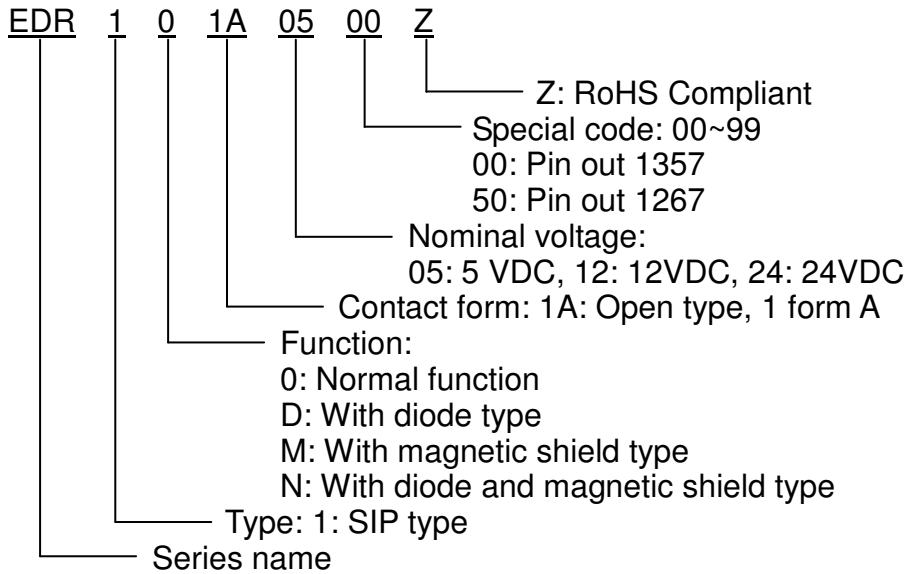 EDR 1 0 1A 05 00 Z
Z: RoHS Compliant
Special code: 00~99
00: Pin out 1357
50: Pin out 1267
Nominal voltage:
05: 5 VDC, 12: 12VDC, 24: 24VDC
Contact form: 1A: Open type, 1 form A
Function:
0: Normal function
D: With diode type
M: With magnetic shield type
N: With diode and magnetic shield type
Type: 1: SIP type
Series name